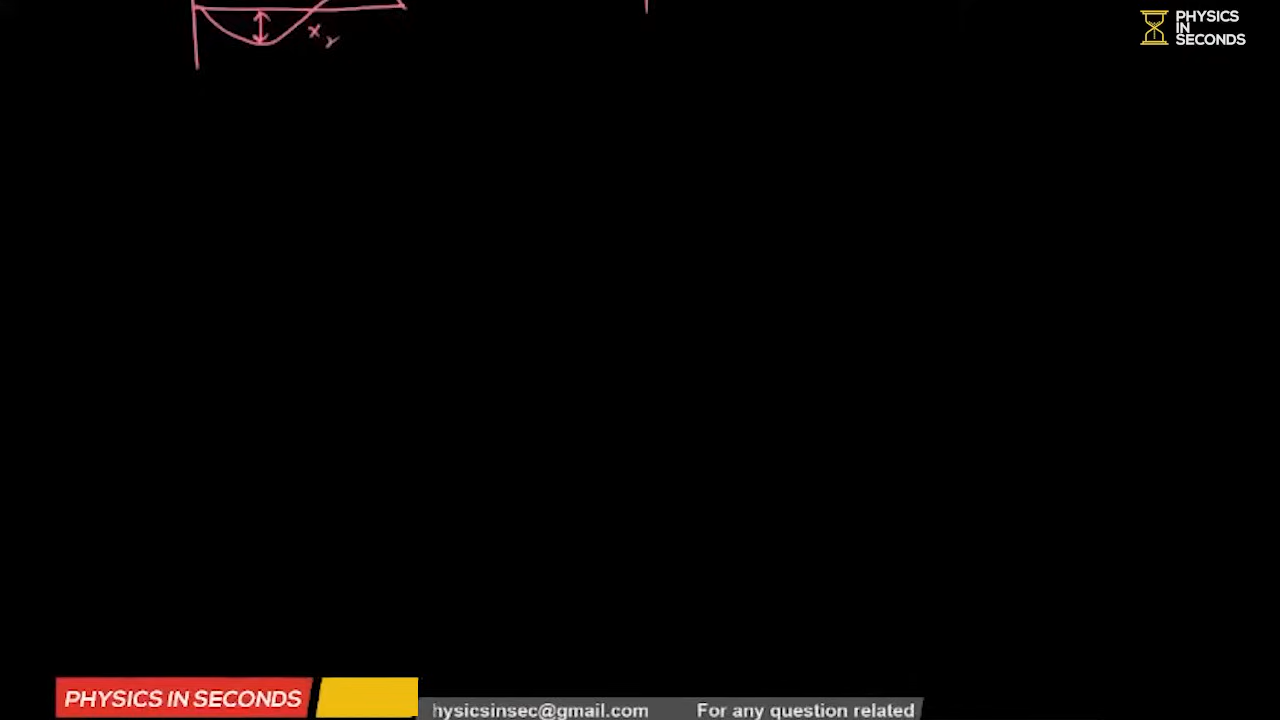 PHYSICS
IN
SECONDS
x
PHYSICS IN SECONDS
hysicsinsec@gmail.com For any question related